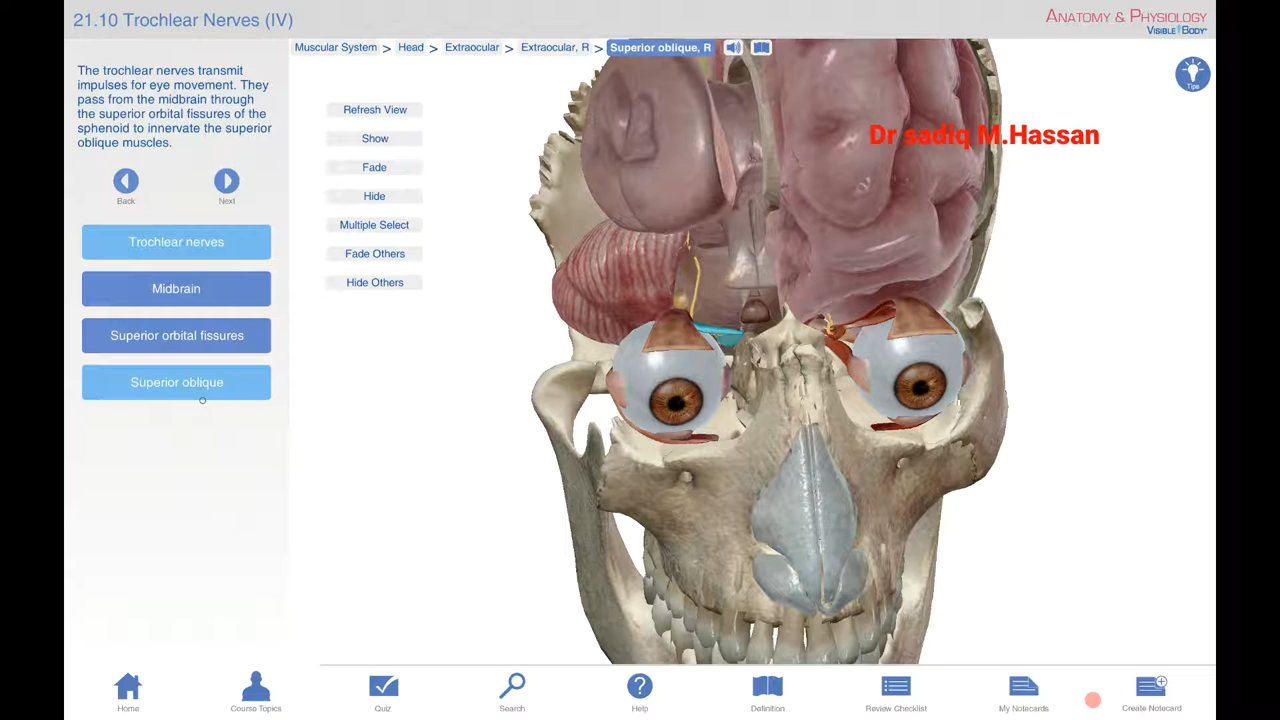 21.10 Trochlear Nerves (IV)
ANATOMY & PHYSIOLOGY
VISIBLE BODY®
Muscular System > Head > Extraocular > Extraocular, R > Superior oblique, R
The trochlear nerves transmit
impulses for eye movement. They
pass from the midbrain through
the superior orbital fissures of the
sphenoid to innervate the superior
oblique muscles.
Back
Next
Trochlear nerves
Midbrain
Superior orbital fissures
Superior oblique
Refresh View
Show
Fade
Hide
Multiple Select
Fade Others
Hide Others
Tips
Dr sadiq M.Hassan
Home
Course Topics
Quiz
Search
Help
Definition
Review Checklist
My Notecards
Create Notecard